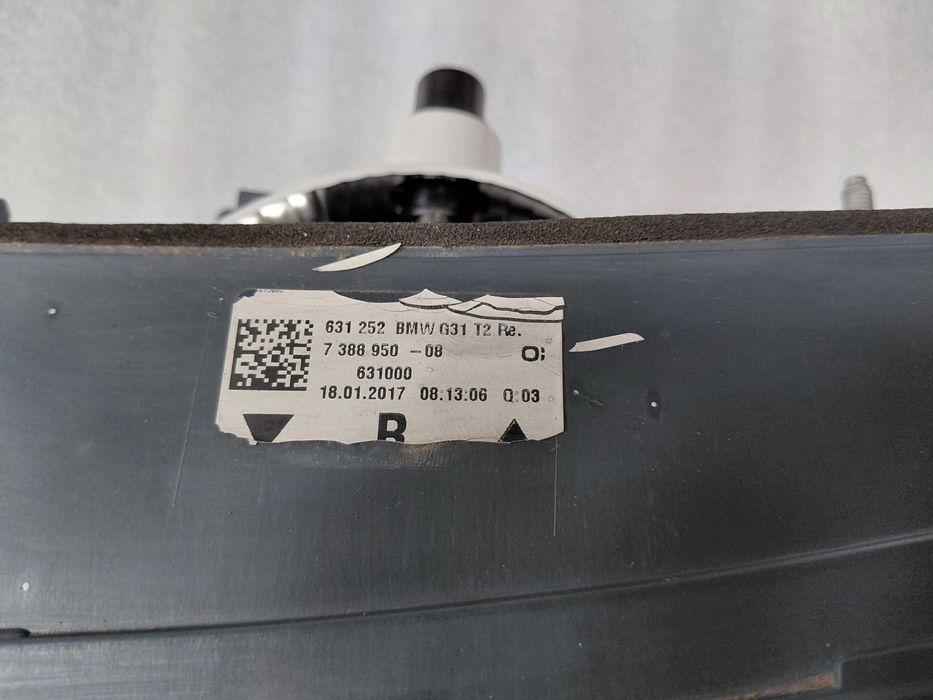 631 252 BMW G31 T2 Re.
7 388 950 -08
631000
18.01.2017 08:13:06 Q:03
R